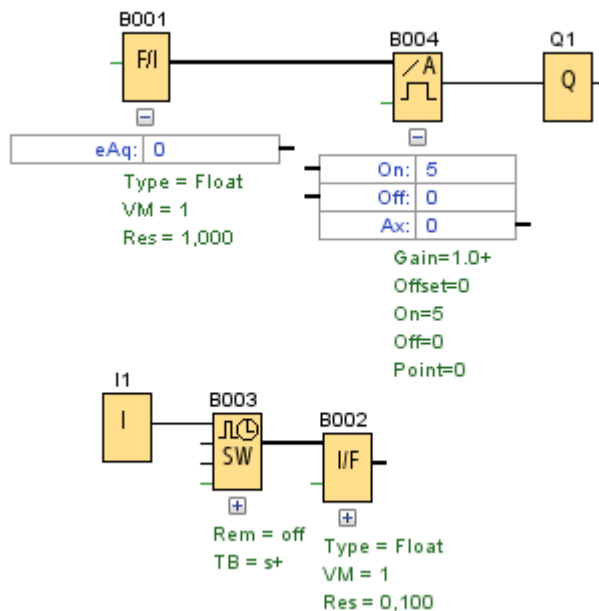 B001
F/I
eAq: 0
Type = Float
VM = 1
Res = 1,000
B004
/A
On: 5
Off: 0
Ax: 0
Gain=1.0+
Offset=0
On=5
Off=0
Point=0
Q1
Q
I1
I
B003
SW
Rem = off
TB = s+
B002
I/F
Type = Float
VM = 1
Res = 0,100